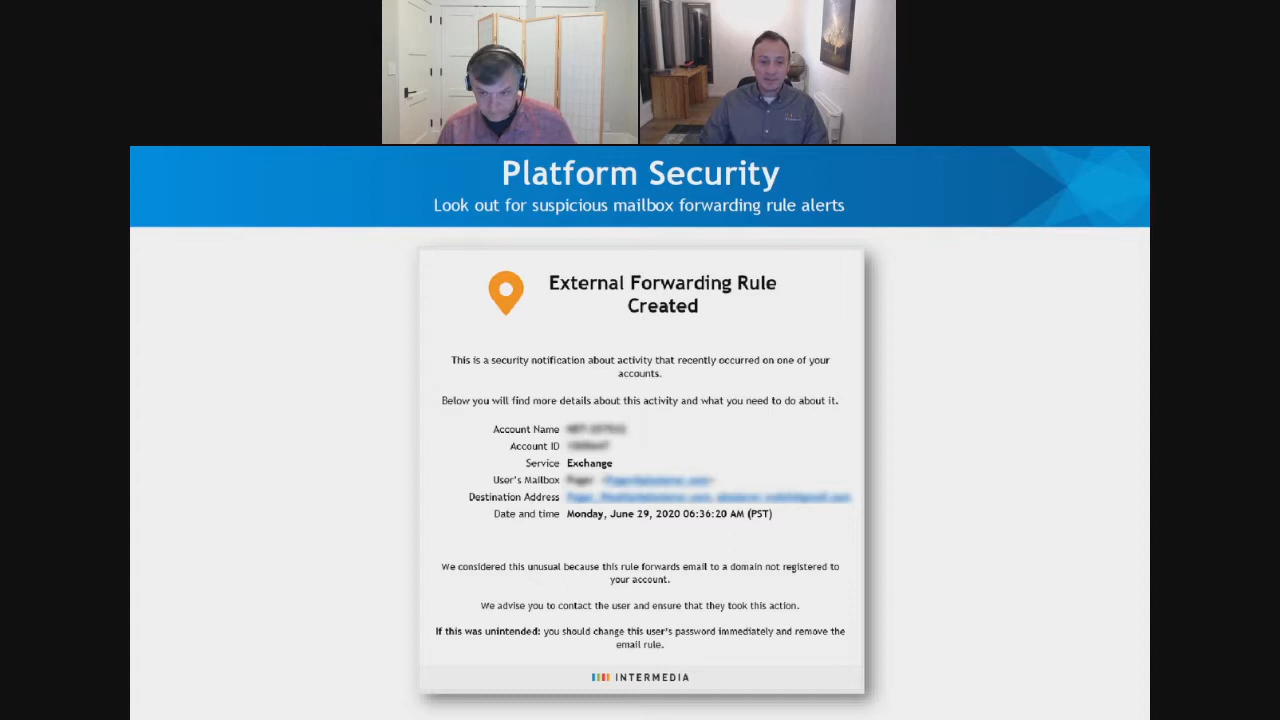 Platform Security
Look out for suspicious mailbox forwarding rule alerts
External Forwarding Rule
Created
This is a security notification about activity that recently occurred on one of your
accounts.
Below you will find more details about this activity and what you need to do about it.
Account Name
Account ID
Service Exchange
User's Mailbox
Destination Address
Date and time Monday, June 29, 2020 06:36:20 AM (PST)
We considered this unusual because this rule forwards email to a domain not registered to
your account.
We advise you to contact the user and ensure that they took this action.
If this was unintended: you should change this user's password immediately and remove the
email rule.
INTERMEDIA